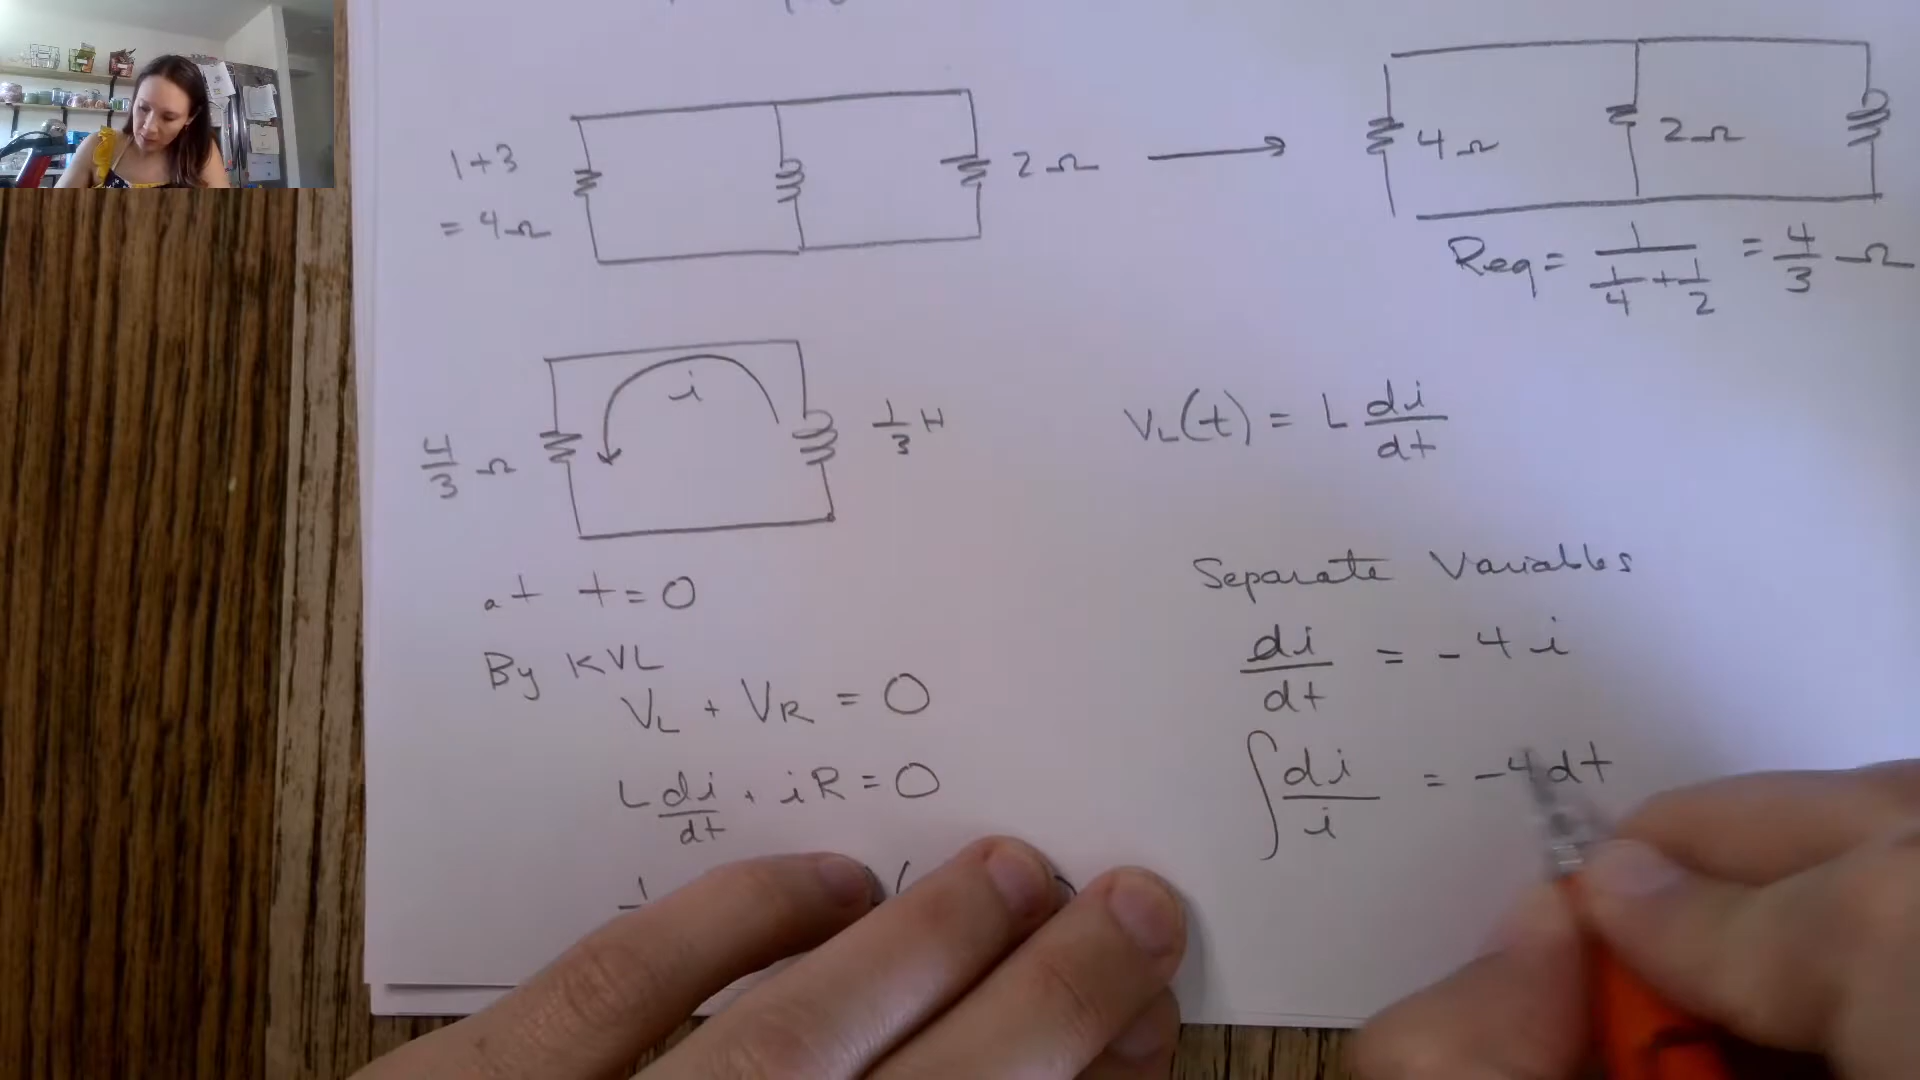 1+3
= 4Ω
2Ω
4Ω
2Ω
Req = 1/(1/4 + 1/2) = 4/3 Ω
i
4/3 Ω
1/3 H
VL(t) = L di/dt
at t=0
By KVL
VL + VR = 0
L di/dt + iR = 0
1
Separate Variables
di/dt = -4i
∫ di/i = -4dt